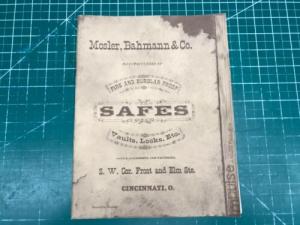 Mosler, Bahmann & Co.
MANUFACTURERS OF
FIRE AND BURGLAR PROOF
SAFES
Vaults, Locks, Etc.
S. W. Cor. Front and Elm Sts.
CINCINNATI, O.